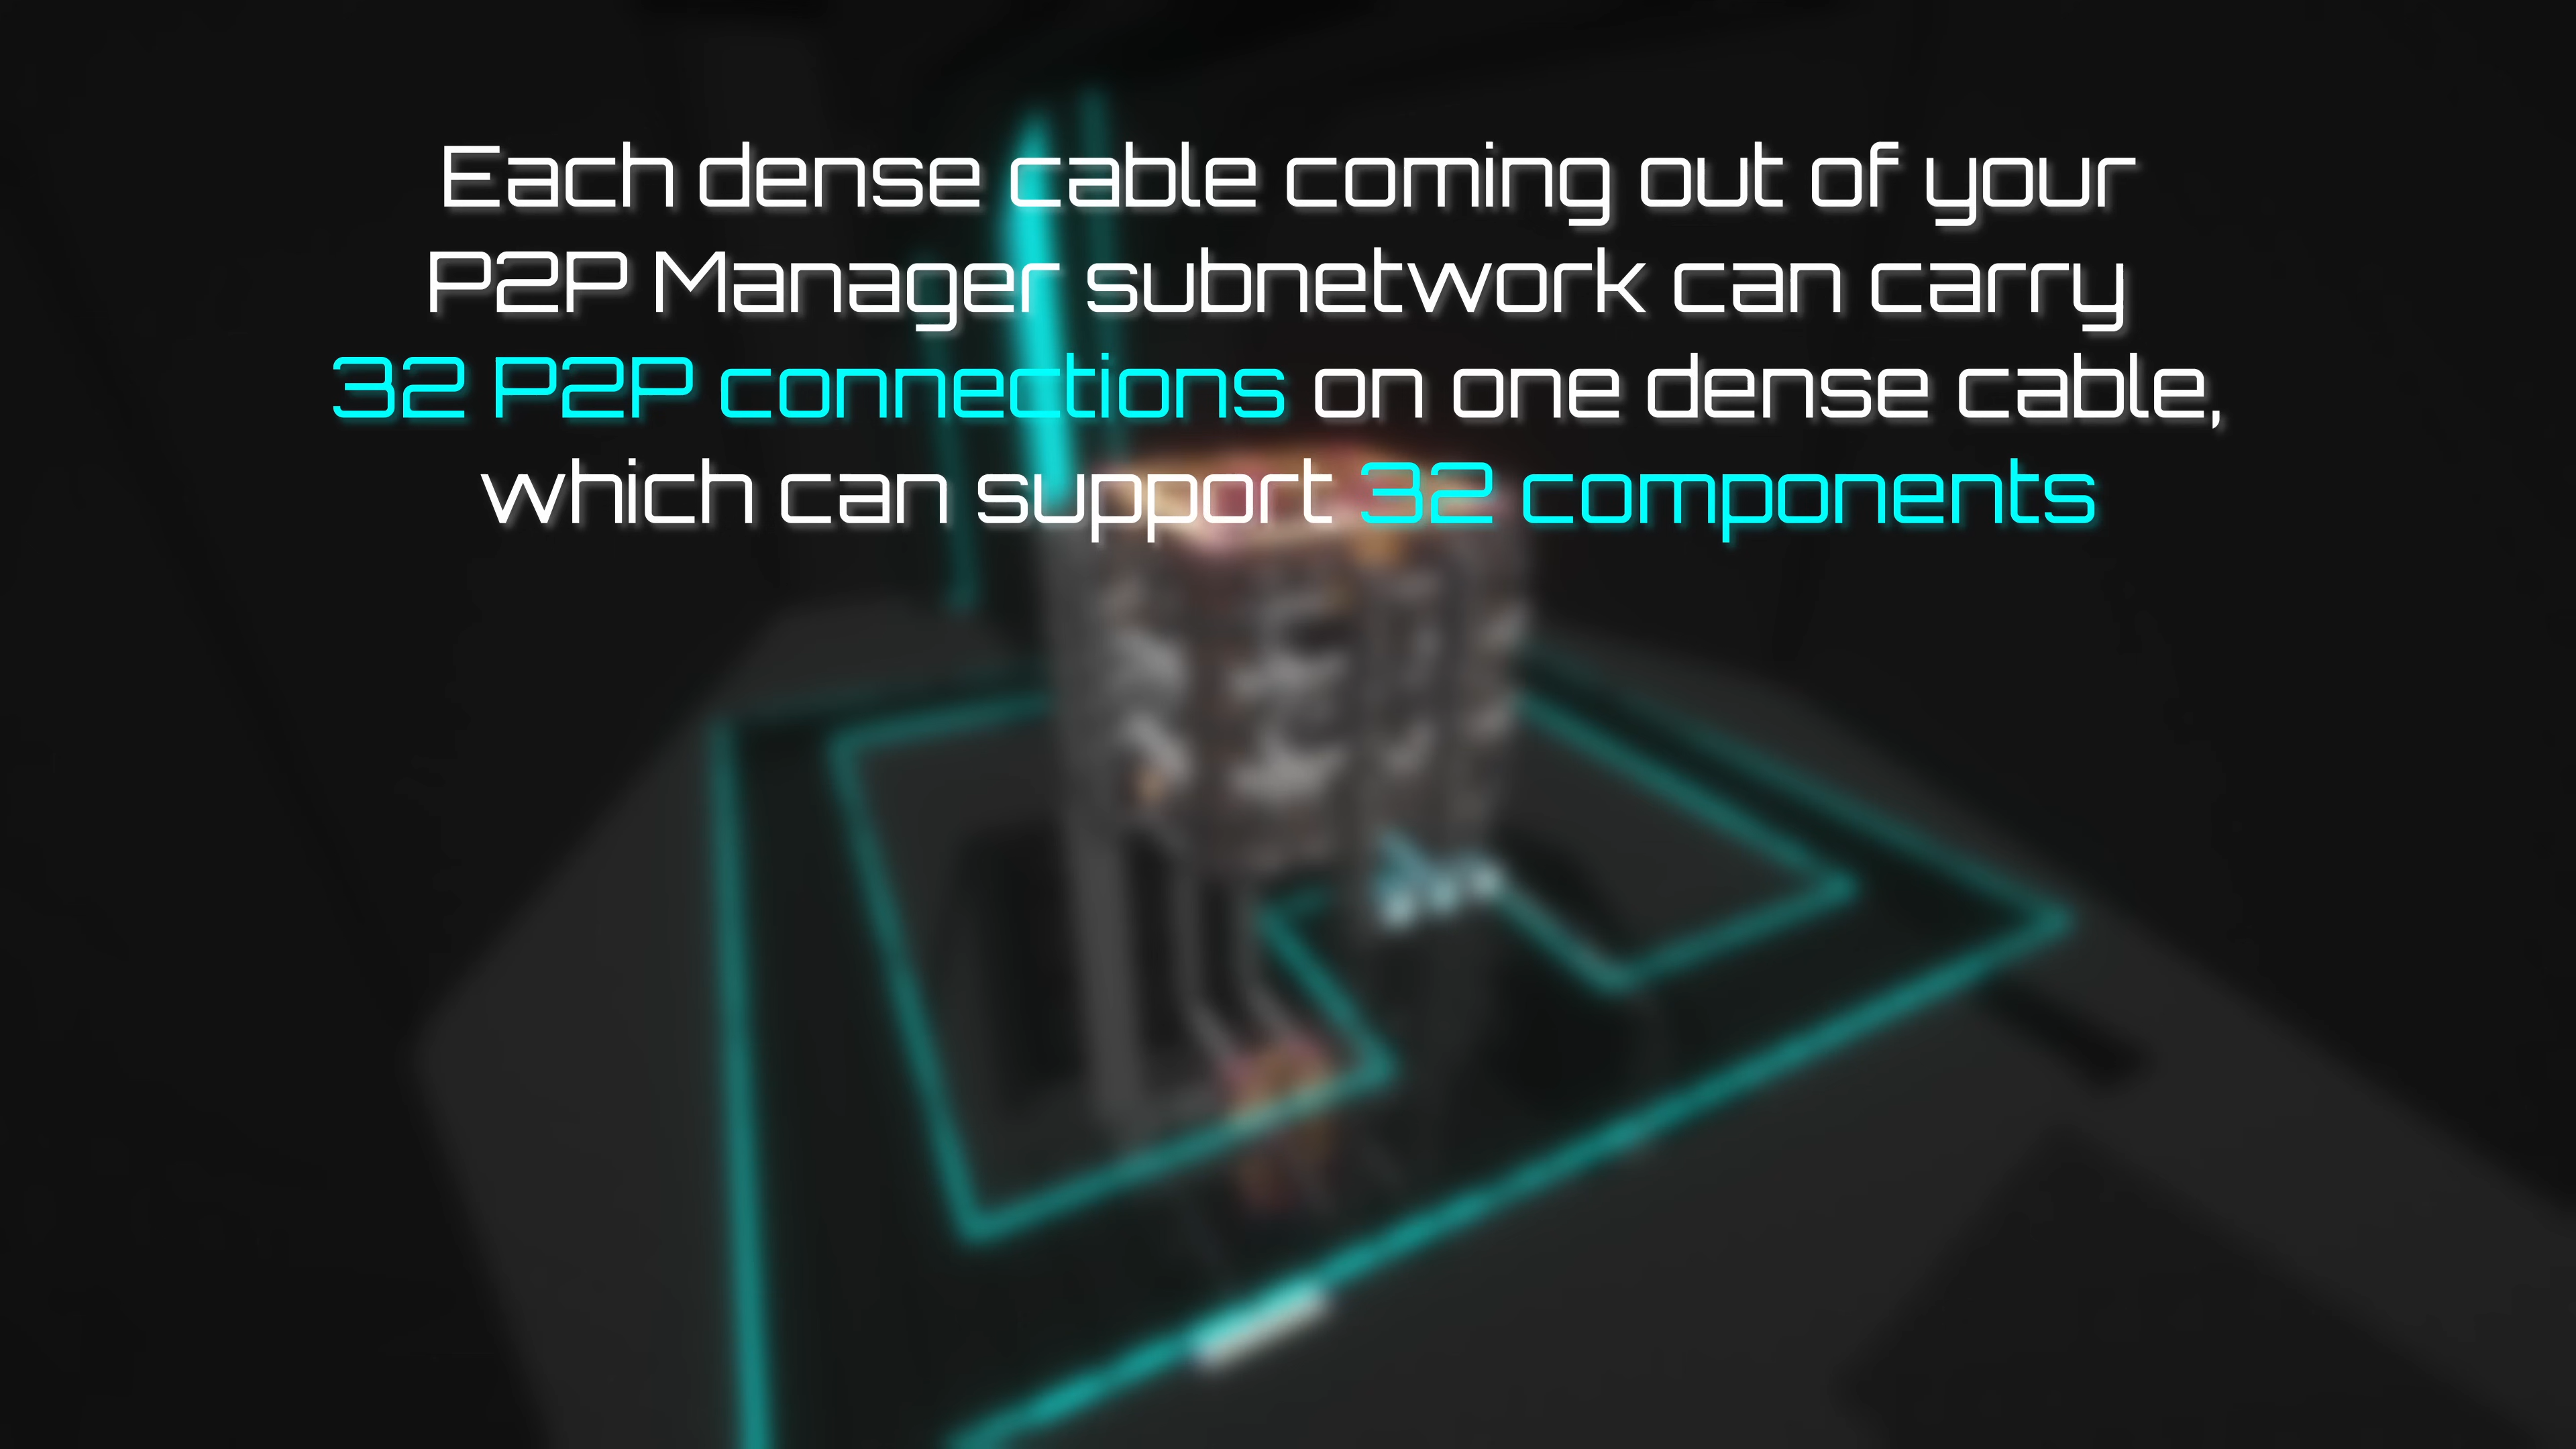 Each dense cable coming out of your
P2P Manager subnetwork can carry
32 P2P connections on one dense cable,
which can support 32 components